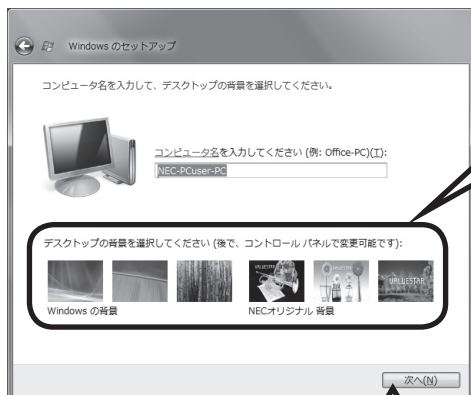 Windows のセットアップ
コンピュータ名を入力して、デスクトップの背景を選択してください。
コンピュータ名を入力してください (例: Office-PC)(T):
NEC-PCuser-PC
デスクトップの背景を選択してください (後で、コントロール パネルで変更可能です):
VALUESTAR
VALUESTAR
Windows の背景
NECオリジナル 背景
次へ(N)